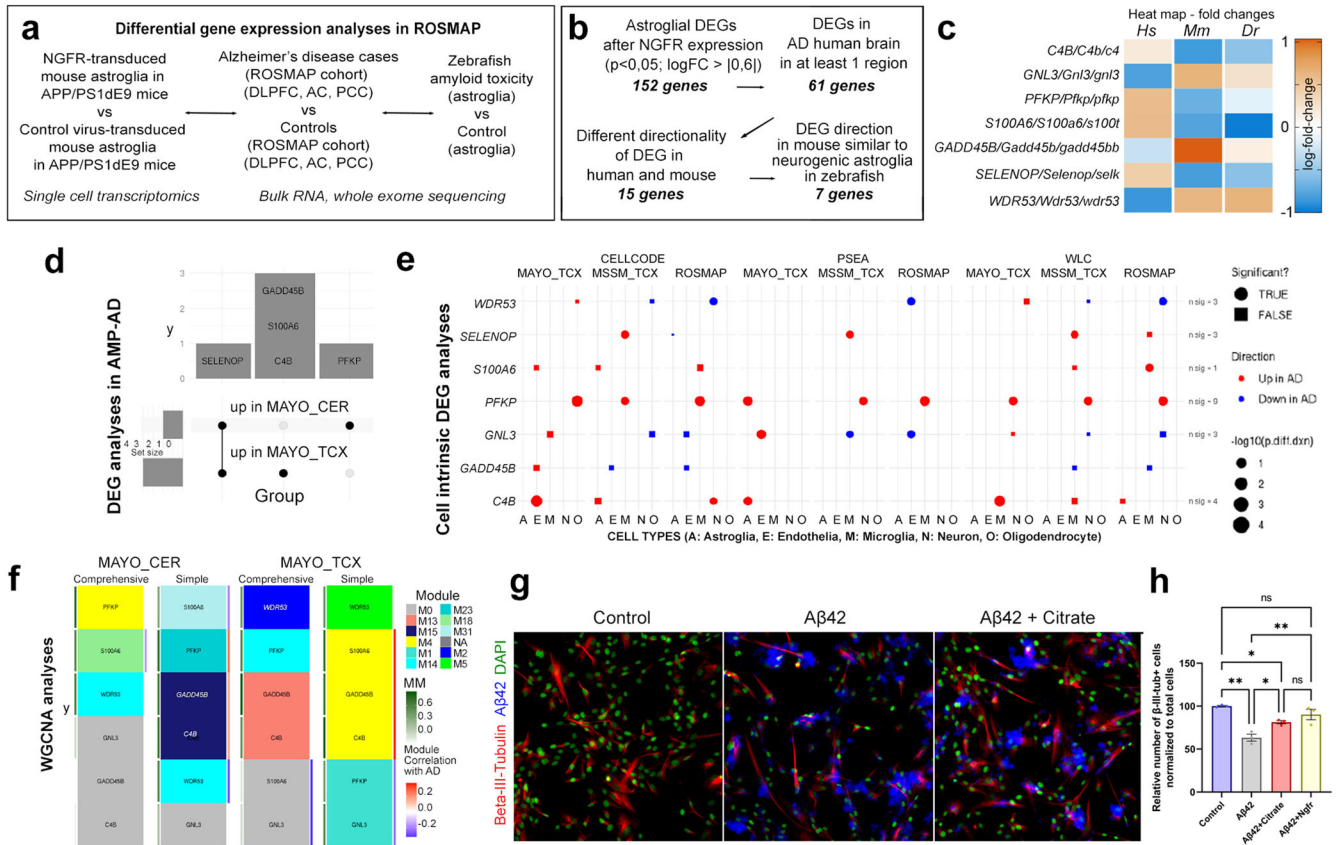 a
Differential gene expression analyses in ROSMAP
NGFR-transduced
mouse astroglia in
APP/PS1dE9 mice
vs
Control virus-transduced
mouse astroglia
in APP/PS1dE9 mice
Alzheimer's disease cases
(ROSMAP cohort)
(DLPFC, AC, PCC)
vs
Controls
(ROSMAP cohort)
(DLPFC, AC, PCC)
Zebrafish
amyloid toxicity
(astroglia)
vs
Control
(astroglia)
Single cell transcriptomics
Bulk RNA, whole exome sequencing
b
Astroglial DEGs
after NGFR expression
(p<0,05; logFC > |0,6|)
152 genes
DEGs in
AD human brain
in at least 1 region
61 genes
Different directionality
of DEG in
human and mouse
15 genes
DEG direction
in mouse similar to
neurogenic astroglia
in zebrafish
7 genes
c
Heat map - fold changes
Hs Mm Dr
C4B/C4b/c4
GNL3/Gnl3/gnl3
PFKP/Pfkp/pfkp
S100A6/S100a6/s100t
GADD45B/Gadd45b/gadd45bb
SELENOP/Selenop/selk
WDR53/Wdr53/wdr53
1
0
-1
log-fold-change
d
DEG analyses in AMP-AD
3
2
1
0
y
GADD45B
S100A6
SELENOP C4B PFKP
up in MAYO_CER
4 3 2 1 0
Set size
up in MAYO_TCX
Group
e
Cell intrinsic DEG analyses
CELLCODE PSEA WLC
MAYO_TCX MSSM_TCX ROSMAP MAYO_TCX MSSM_TCX ROSMAP MAYO_TCX MSSM_TCX ROSMAP
WDR53 n sig = 3
SELENOP n sig = 3
S100A6 n sig = 1
PFKP n sig = 9
GNL3 n sig = 3
GADD45B
C4B n sig = 4
A E M N O A E M N O A E M N O A E M N O A E M N O A E M N O A E M N O A E M N O A E M N O
CELL TYPES (A: Astroglia, E: Endothelia, M: Microglia, N: Neuron, O: Oligodendrocyte)
Significant?
TRUE
FALSE
Direction
Up in AD
Down in AD
-log10(p.diff.dxn)
1
2
3
4
f
WGCNA analyses
MAYO_CER MAYO_TCX
Comprehensive Simple Comprehensive Simple
PFKP S100A6 WDR53 WDR53
S100A6 PFKP PFKP S100A6
WDR53 GADD45B GADD45B GADD45B
y
GNL3 C4B C4B C4B
GADD45B WDR53 S100A6 PFKP
C4B GNL3 GNL3 GNL3
Module
M0 M23
M13 M18
M15 M31
M4 NA
M1 M2
M14 M5
MM
0.6
0.3
0.0
Module
Correlation
with AD
0.2
0.0
-0.2
g
Beta-III-Tubulin Aβ42 DAPI
Control
Aβ42
Aβ42 + Citrate
h
Relative number of β-III-tub+ cells
normalized to total cells
150
100
50
0
ns
**
*
** * ns
Control
Aβ42
Aβ42+Citrate
Aβ42+Ngfr